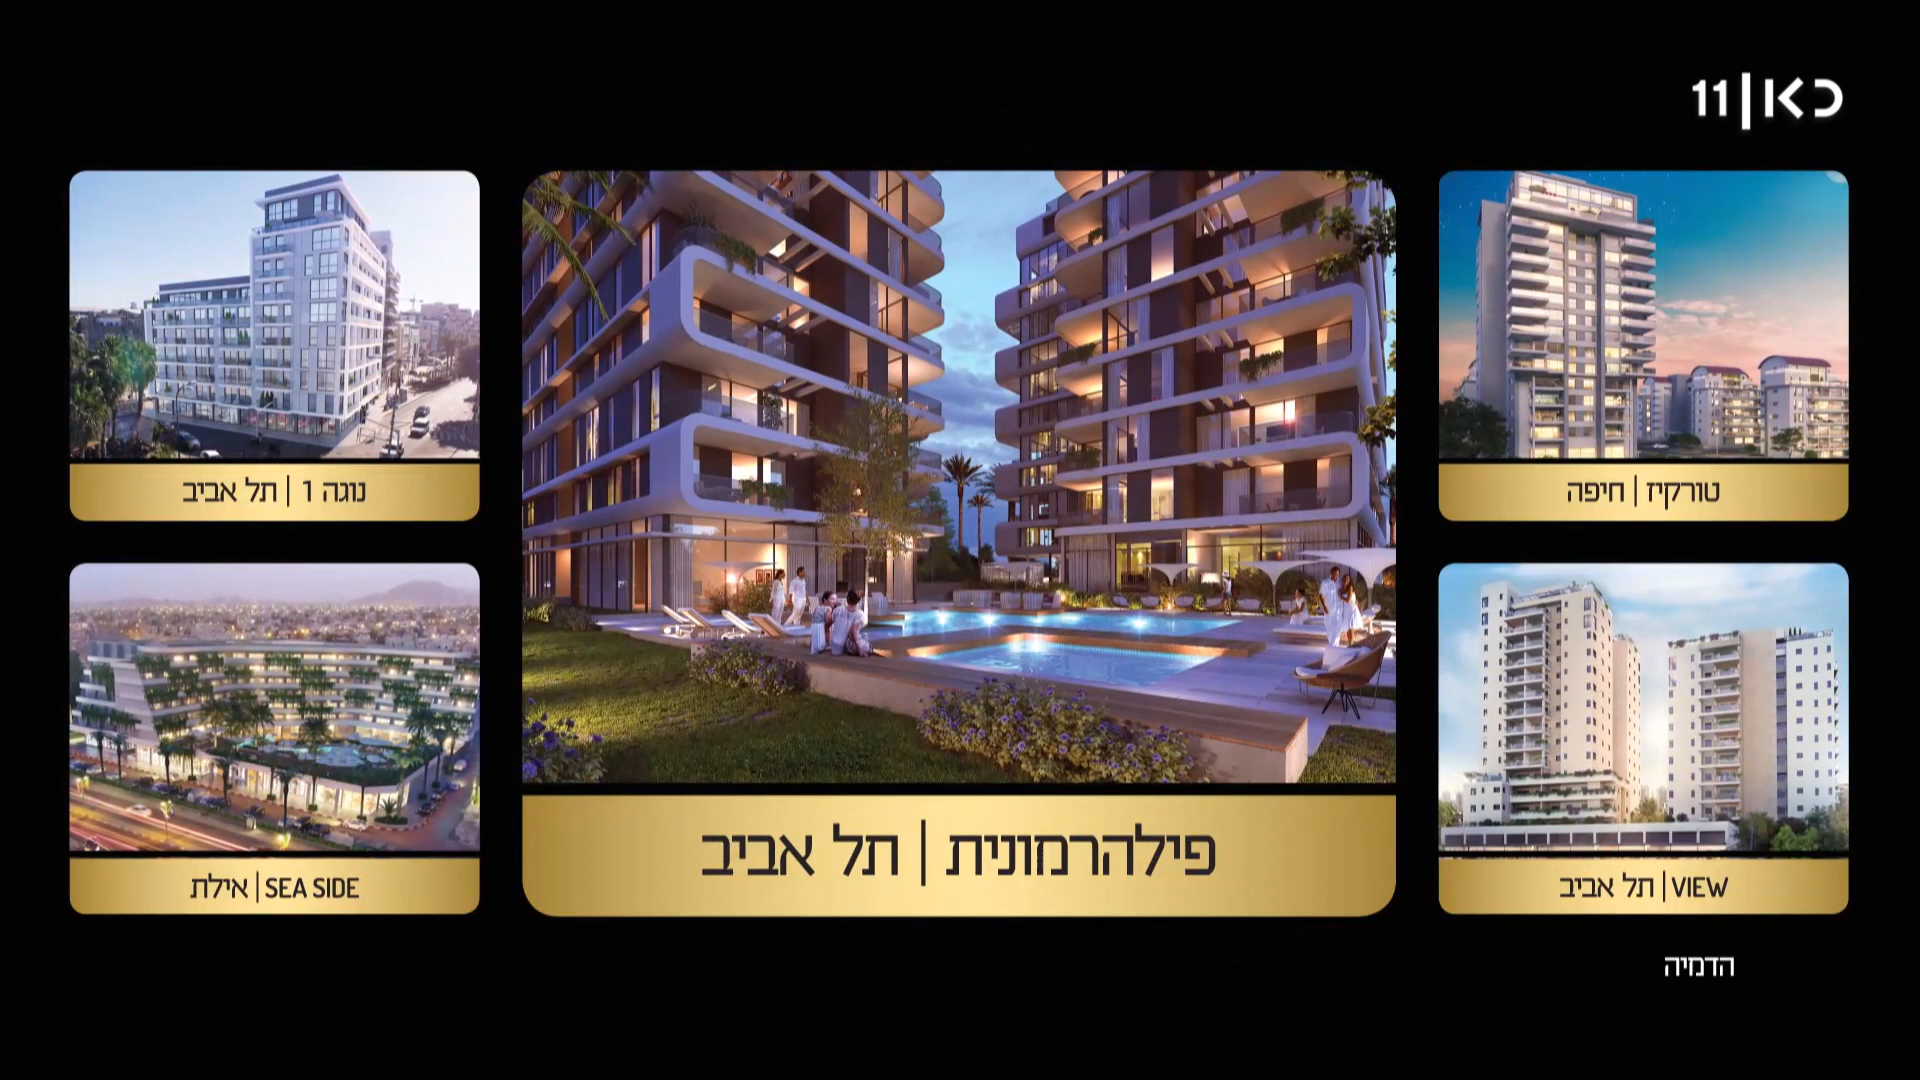 כאן 11
טורקיז | חיפה
VIEW | תל אביב
פילהרמונית | תל אביב
נוגה 1 | תל אביב
SEA SIDE | אילת
הדמיה